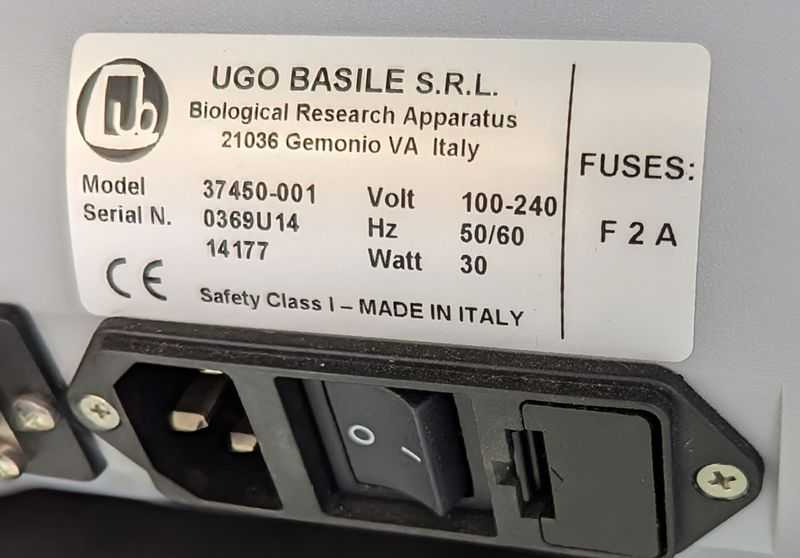 Ub
UGO BASILE S.R.L.
Biological Research Apparatus
21036 Gemonio VA Italy
Model 37450-001 Volt 100-240
Serial N. 0369U14 Hz 50/60
14177 Watt 30
CE Safety Class I – MADE IN ITALY
FUSES:
F 2 A
O I